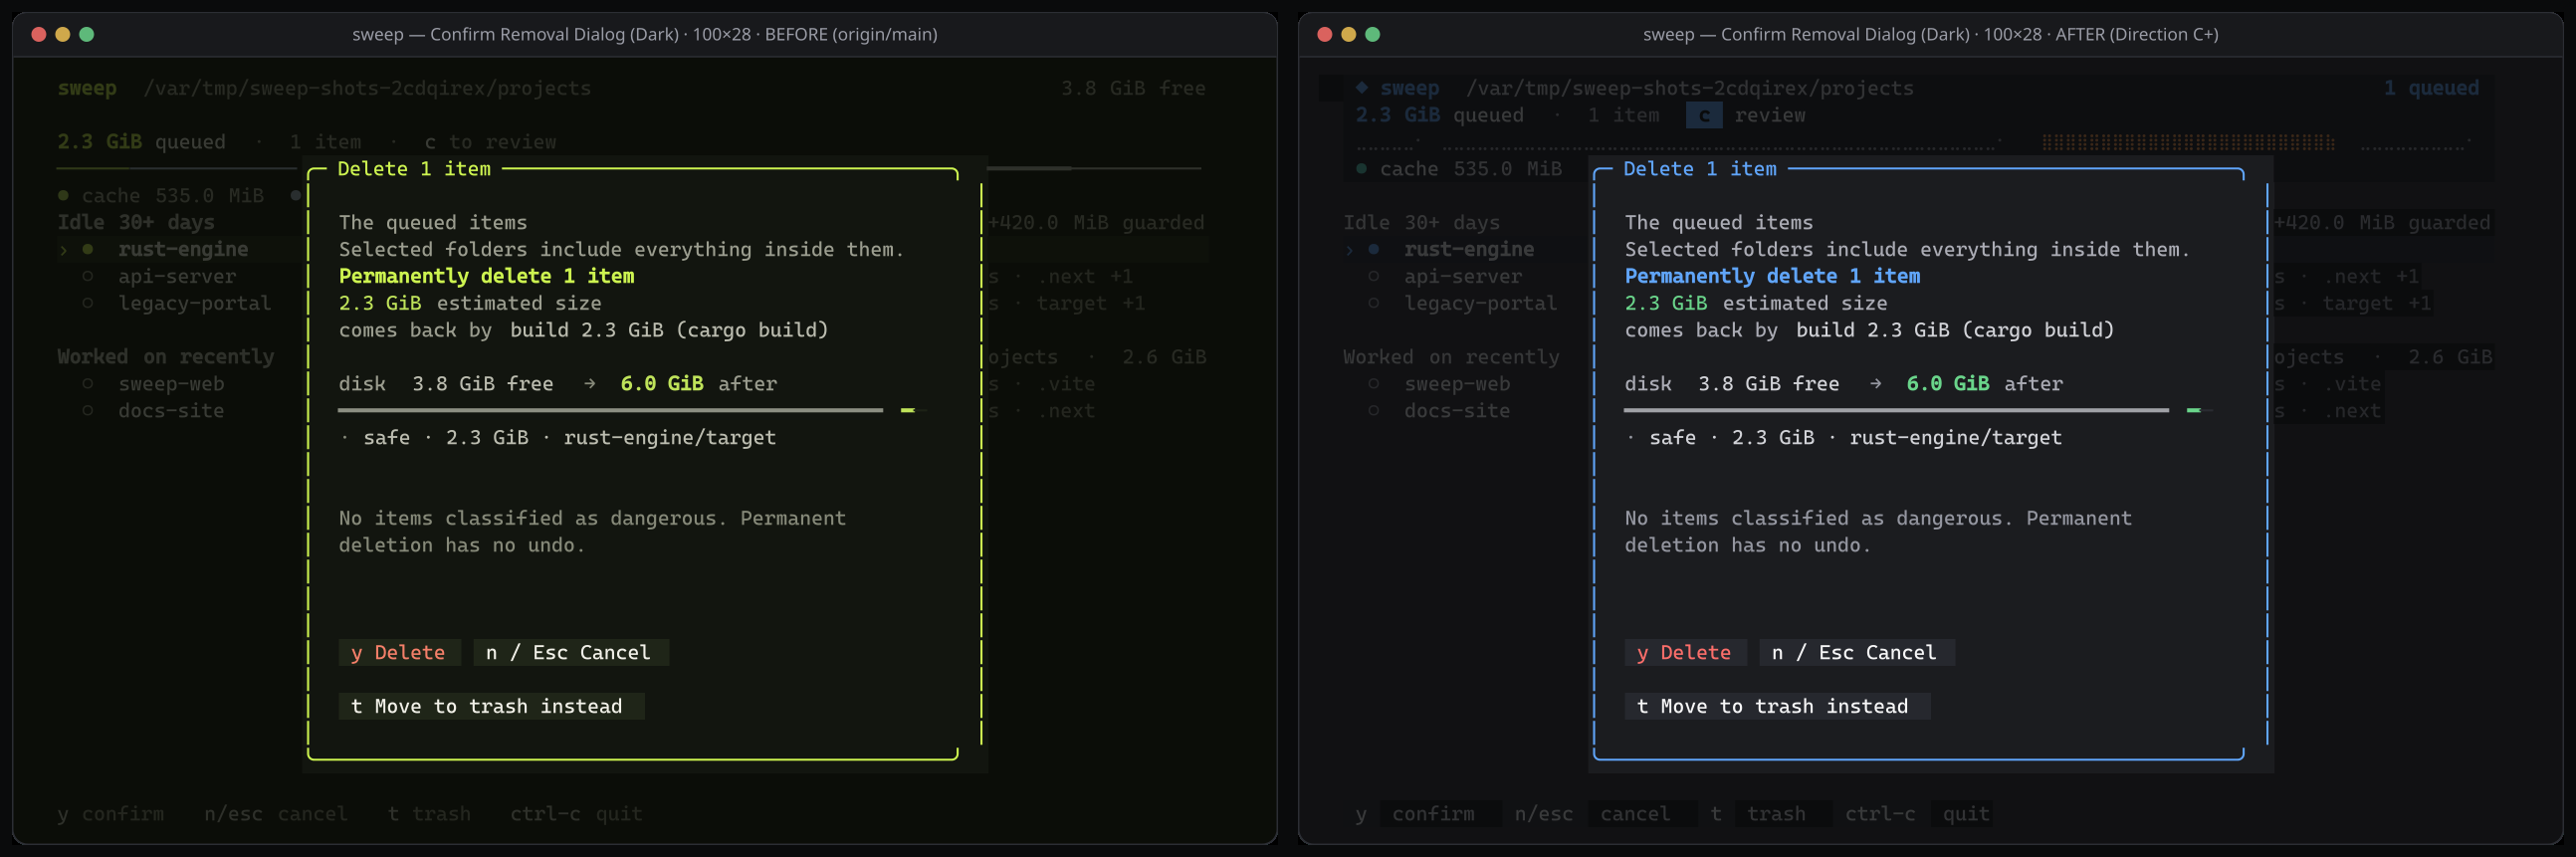 sweep — Confirm Removal Dialog (Dark) · 100×28 · BEFORE (origin/main)
sweep /var/tmp/sweep-shots-2cdqirex/projects 3.8 GiB free
2.3 GiB queued · 1 item · c to review
Delete 1 item
● cache 535.0 MiB ●
Idle 30+ days +420.0 MiB guarded
› ● rust-engine
○ api-server s · .next +1
○ legacy-portal s · target +1
Worked on recently ojects · 2.6 GiB
○ sweep-web s · .vite
○ docs-site s · .next
The queued items
Selected folders include everything inside them.
Permanently delete 1 item
2.3 GiB estimated size
comes back by build 2.3 GiB (cargo build)
disk 3.8 GiB free → 6.0 GiB after
· safe · 2.3 GiB · rust-engine/target
No items classified as dangerous. Permanent
deletion has no undo.
y Delete n / Esc Cancel
t Move to trash instead
y confirm n/esc cancel t trash ctrl-c quit
sweep — Confirm Removal Dialog (Dark) · 100×28 · AFTER (Direction C+)
◆ sweep /var/tmp/sweep-shots-2cdqirex/projects 1 queued
2.3 GiB queued · 1 item c review
● cache 535.0 MiB
Delete 1 item
Idle 30+ days +420.0 MiB guarded
› ● rust-engine
○ api-server s · .next +1
○ legacy-portal s · target +1
Worked on recently ojects · 2.6 GiB
○ sweep-web s · .vite
○ docs-site s · .next
The queued items
Selected folders include everything inside them.
Permanently delete 1 item
2.3 GiB estimated size
comes back by build 2.3 GiB (cargo build)
disk 3.8 GiB free → 6.0 GiB after
· safe · 2.3 GiB · rust-engine/target
No items classified as dangerous. Permanent
deletion has no undo.
y Delete n / Esc Cancel
t Move to trash instead
y confirm n/esc cancel t trash ctrl-c quit